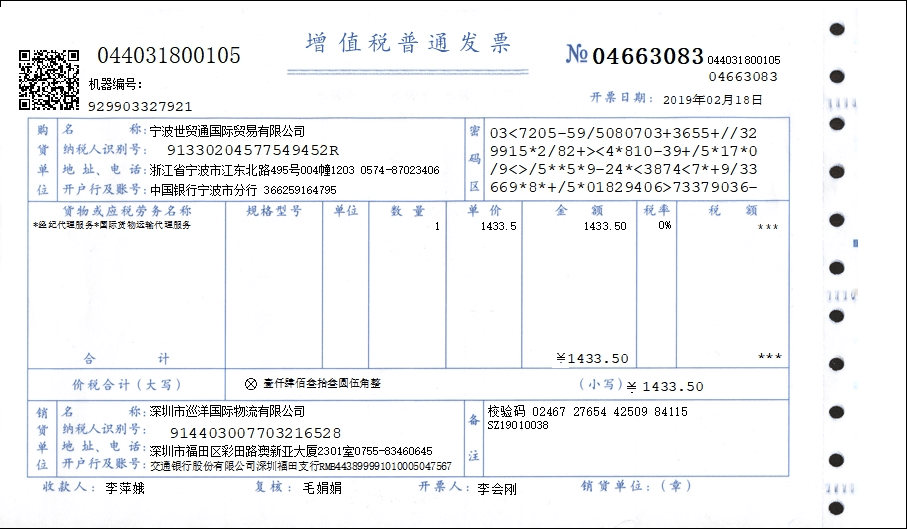 044031800105
增值税普通发票
№ 04663083 044031800105
04663083
机器编号:
929903327921
开票日期: 2019年02月18日
购货单位
名 称: 宁波世贸通国际贸易有限公司
纳税人识别号: 91330204577549452R
地 址、电 话: 浙江省宁波市江东北路495号004幢1203 0574-87023406
开户行及账号: 中国银行宁波市分行 366259164795
密码区
03<7205-59/5080703+3655+//32
9915*2/82+><4*810-39+/5*17*0
/9<>/5**5*9-24*<3874<7*+9/33
669*8*+/5*01829406>73379036-
货物或应税劳务名称 规格型号 单位 数 量 单 价 金 额 税率 税 额
*经纪代理服务*国际货物运输代理服务 1 1433.5 1433.50 0% ***
合 计 ¥1433.50 ***
价税合计(大写) ⊗ 壹仟肆佰叁拾叁圆伍角整 (小写) ¥ 1433.50
销货单位
名 称: 深圳市巡洋国际物流有限公司
纳税人识别号: 914403007703216528
地 址、电 话: 深圳市福田区彩田路澳新亚大厦2301室0755-83460645
开户行及账号: 交通银行股份有限公司深圳福田支行RMB443899991010005047567
备注
校验码 02467 27654 42509 84115
SZ19010038
收款人: 李萍娥 复核: 毛娟娟 开票人: 李会刚 销货单位:(章)